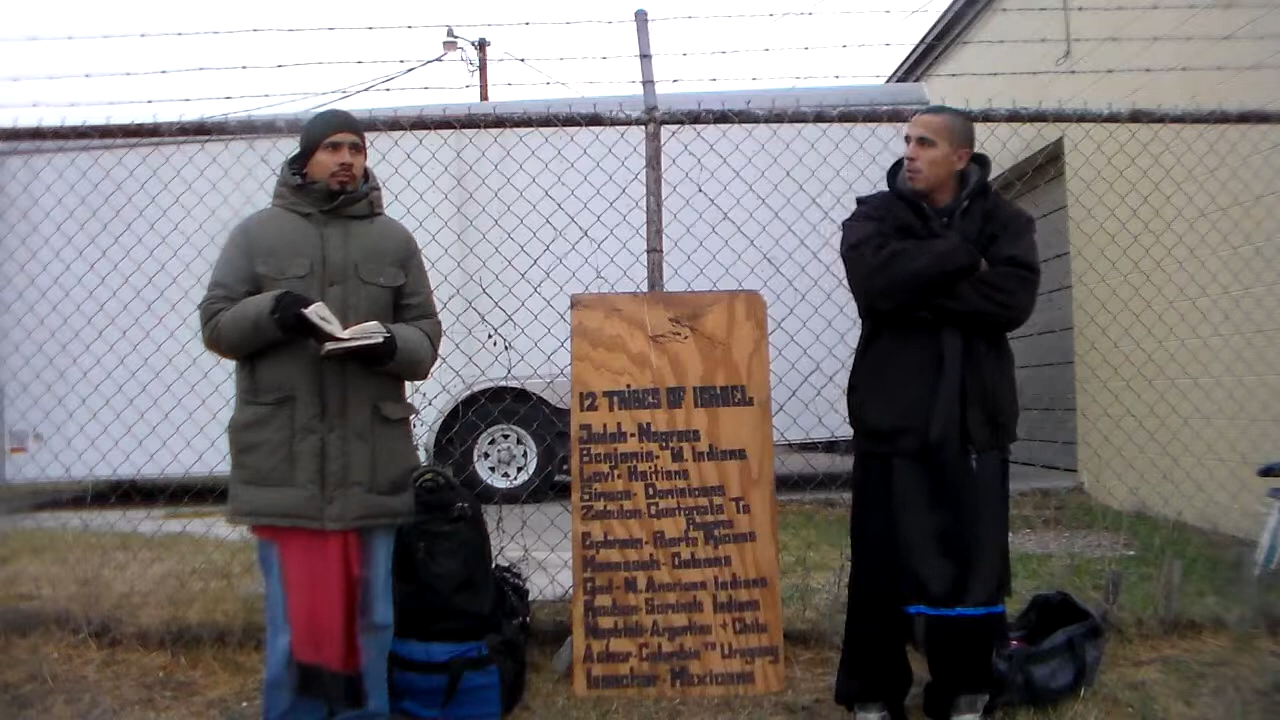 12 TRIBES OF ISRAEL
Judah - Negroes
Benjamin - W. Indians
Levi - Haitians
Simeon - Dominicans
Zebulon - Guatemala To
Panama
Ephraim - Puerto Ricans
Manasseh - Cubans
Gad - N. American Indians
Reuben - Seminole Indians
Naphtali - Argentina + Chile
Asher - Columbia To Uruguay
Issachar - Mexicans